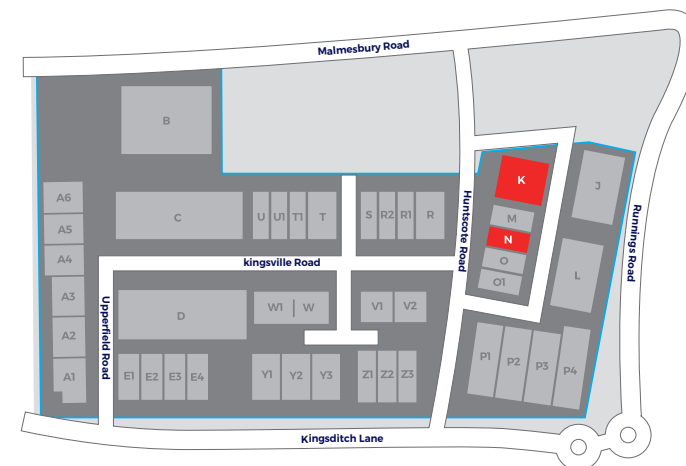 Malmesbury Road
B
K
J
A6
C
U
U1
T1
T
S
R2
R1
R
Huntscote Road
M
Runnings Road
A5
N
A4
kingsville Road
O
L
A3
O1
Upperfield Road
D
W1
W
V1
V2
A2
P1
P2
P3
P4
A1
E1
E2
E3
E4
Y1
Y2
Y3
Z1
Z2
Z3
Kingsditch Lane